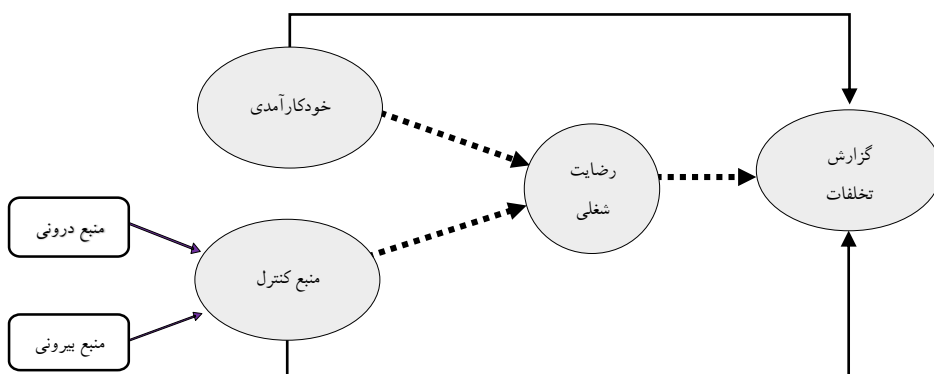 خودکارآمدی
گزارش
تخلفات
رضایت
شغلی
منبع درونی
منبع کنترل
منبع بیرونی